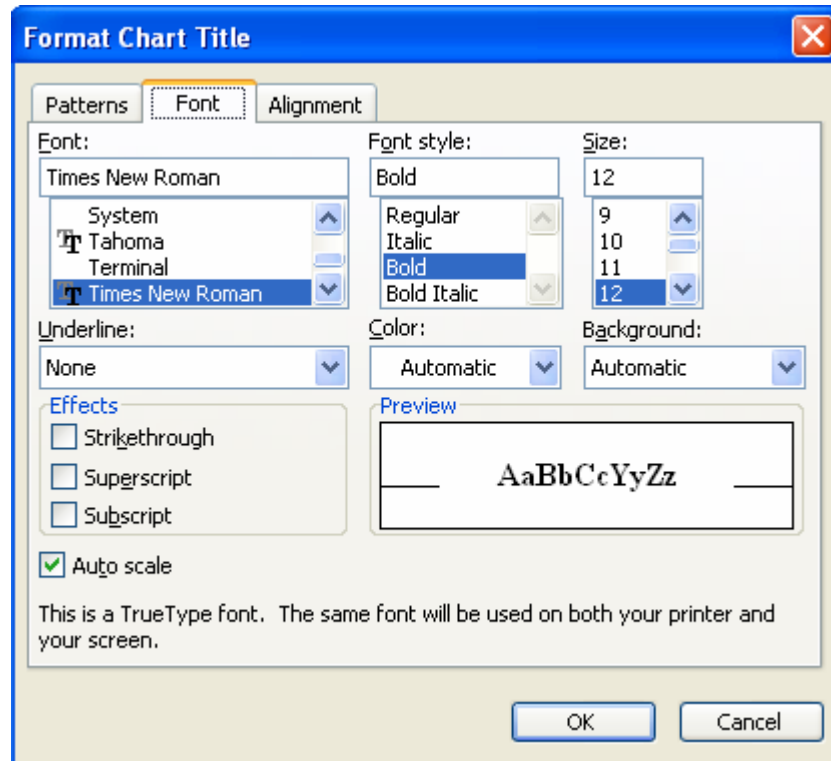 Format Chart Title
Patterns Font Alignment
Font: Font style: Size:
Times New Roman Bold 12
System Regular 9
Tahoma Italic 10
Terminal Bold 11
Times New Roman Bold Italic 12
Underline: Color: Background:
None Automatic Automatic
Effects Preview
Strikethrough
Superscript AaBbCcYyZz
Subscript
Auto scale
This is a TrueType font. The same font will be used on both your printer and
your screen.
OK Cancel